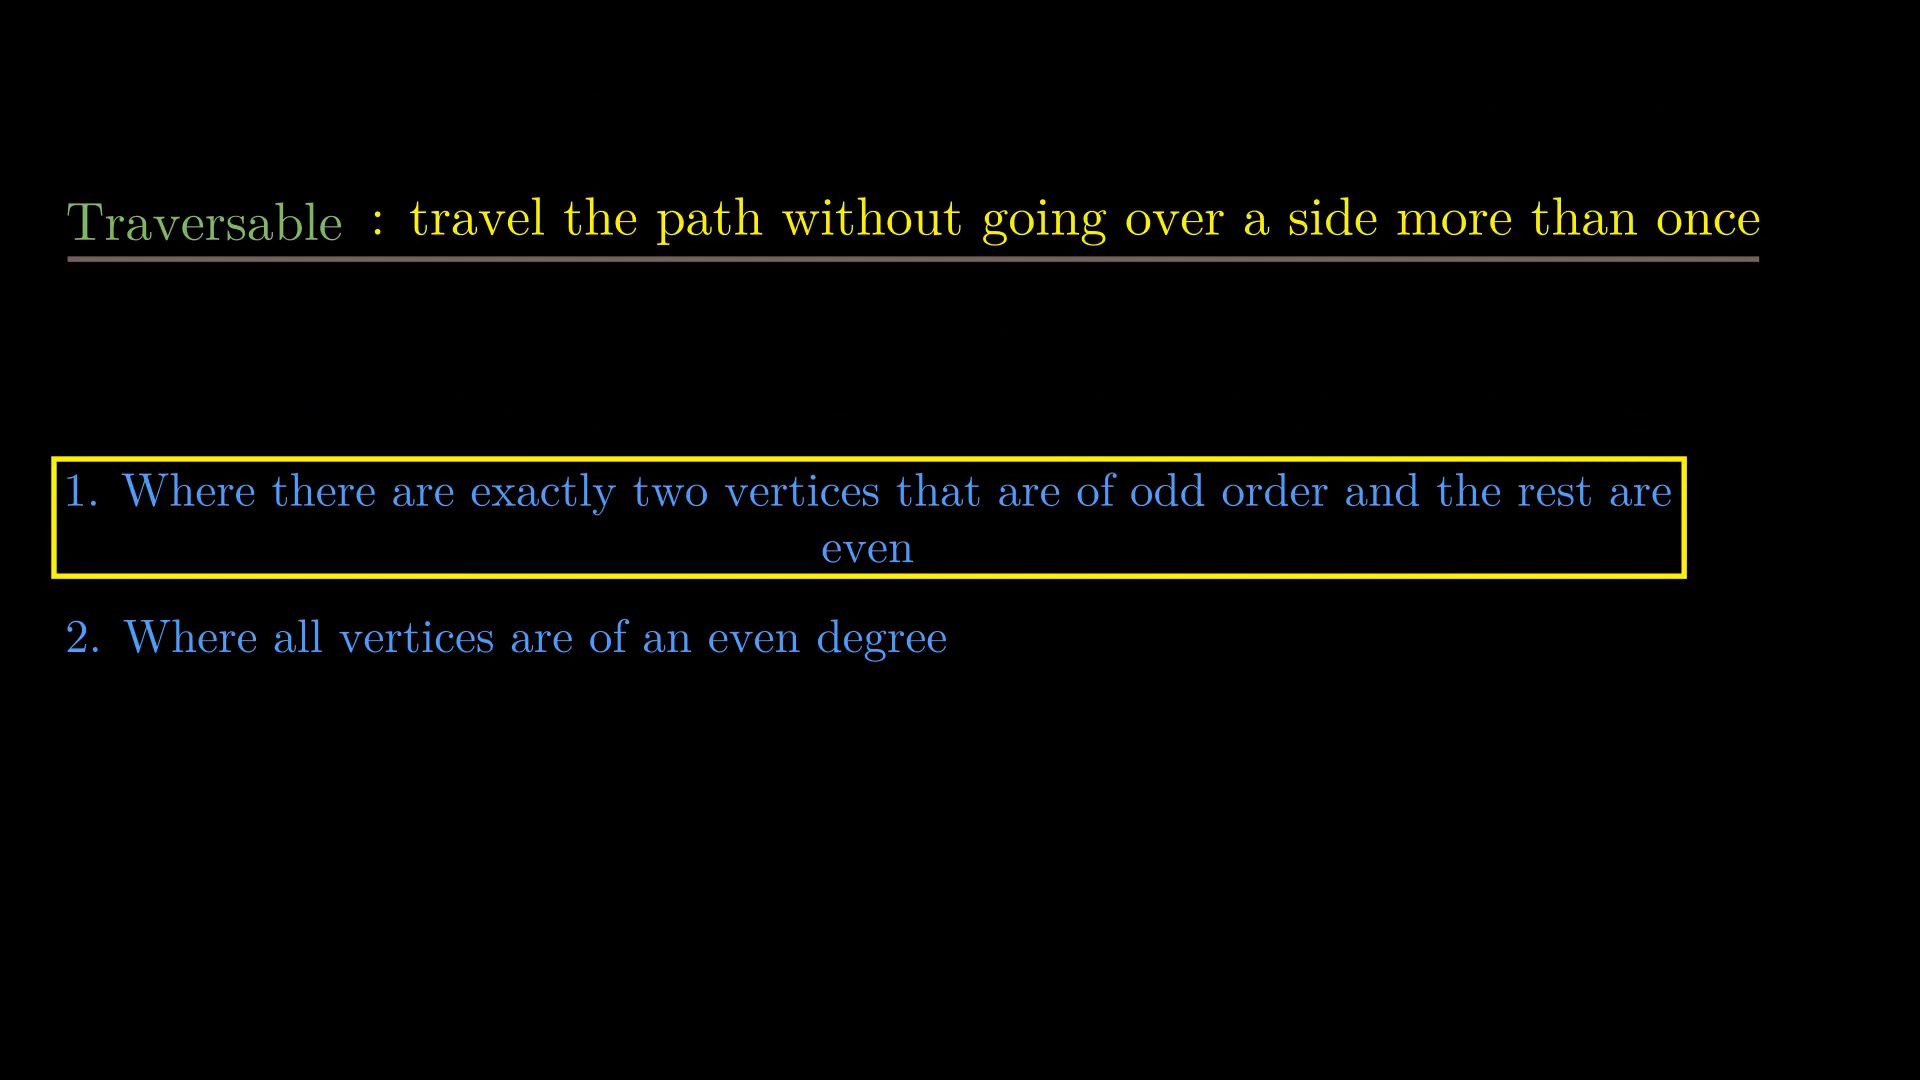 Traversable : travel the path without going over a side more than once
1. Where there are exactly two vertices that are of odd order and the rest are
even
2. Where all vertices are of an even degree